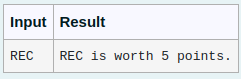 Input Result
REC REC is worth 5 points.